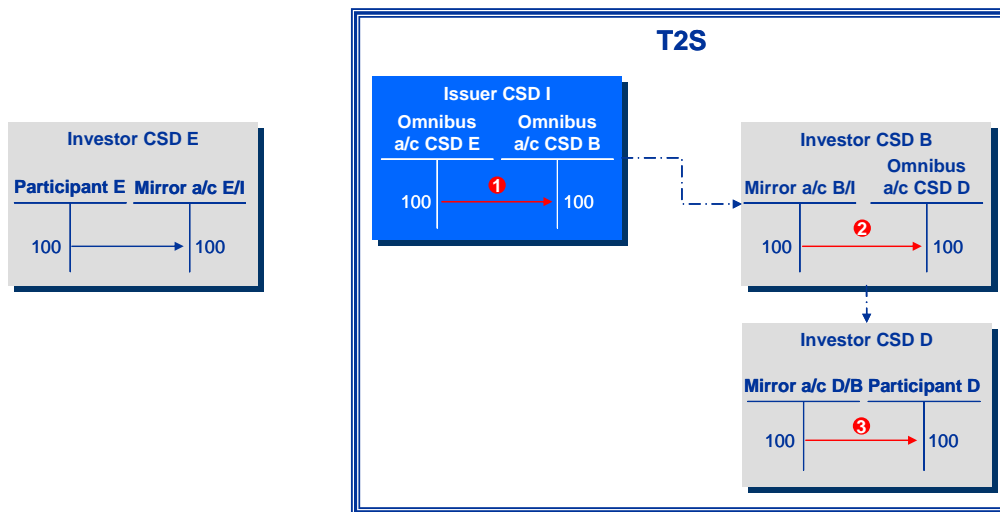 T2S
Investor CSD E
Participant E Mirror a/c E/I
100 100
Issuer CSD I
Omnibus Omnibus
a/c CSD E a/c CSD B
1
100 100
Investor CSD B
Omnibus
Mirror a/c B/I a/c CSD D
2
100 100
Investor CSD D
Mirror a/c D/B Participant D
3
100 100